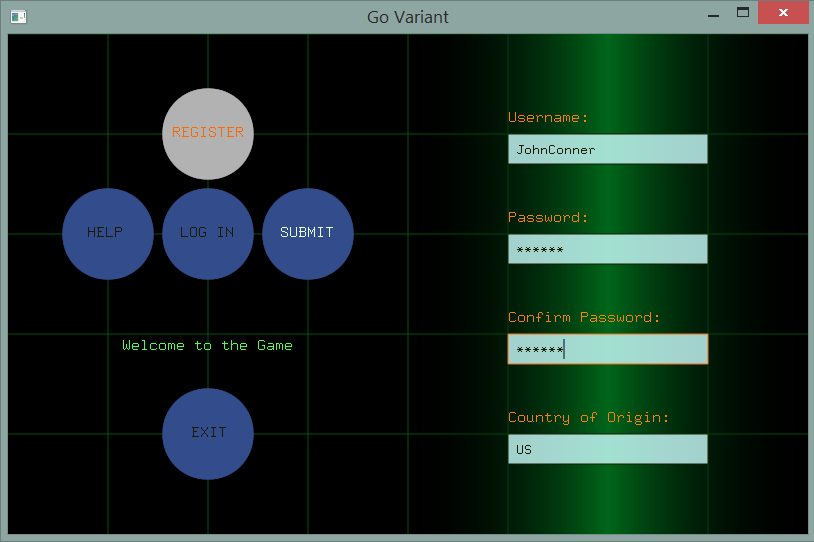 Go Variant
REGISTER
HELP
LOG IN
SUBMIT
Welcome to the Game
EXIT
Username:
JohnConner
Password:
******
Confirm Password:
******
Country of Origin:
US